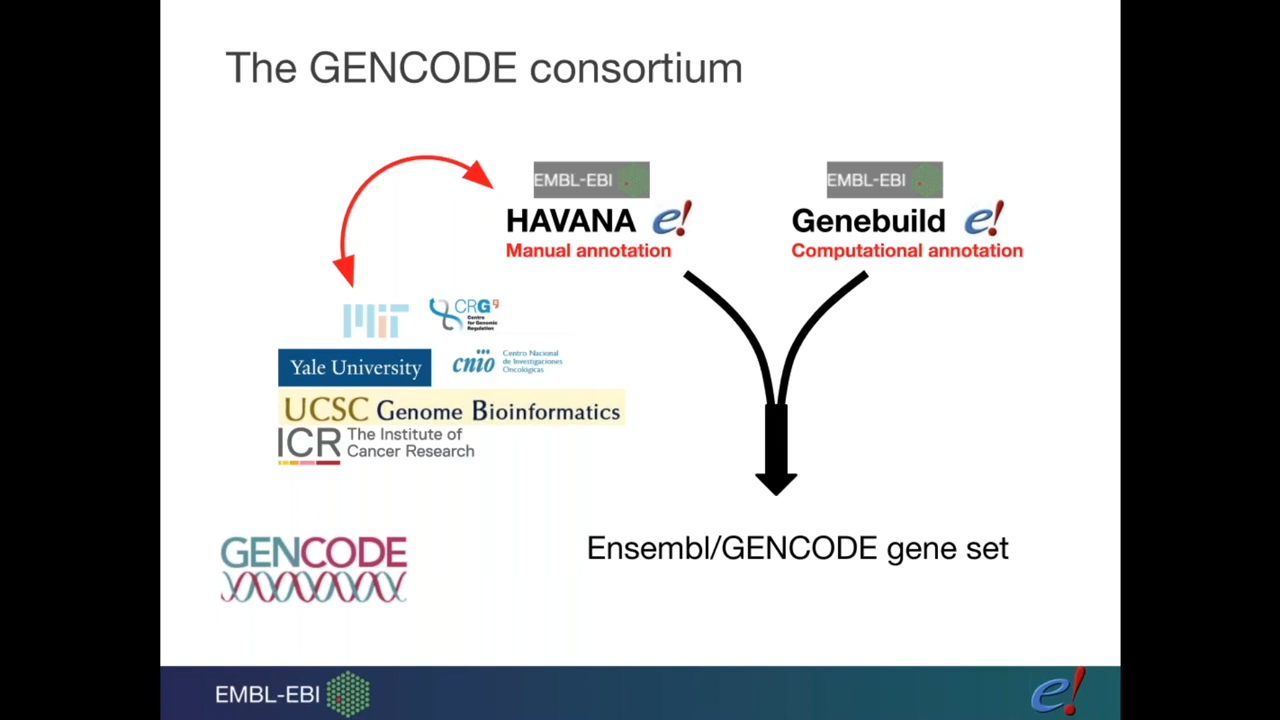 The GENCODE consortium
EMBL-EBI
HAVANA e!
Manual annotation
EMBL-EBI
Genebuild e!
Computational annotation
MIT
CRG
Centre
for Genomic
Regulation
Yale University
cnio
Centro Nacional
de Investigaciones
Oncológicas
UCSC Genome Bioinformatics
ICR
The Institute of
Cancer Research
Ensembl/GENCODE gene set
GENCODE
EMBL-EBI
e!